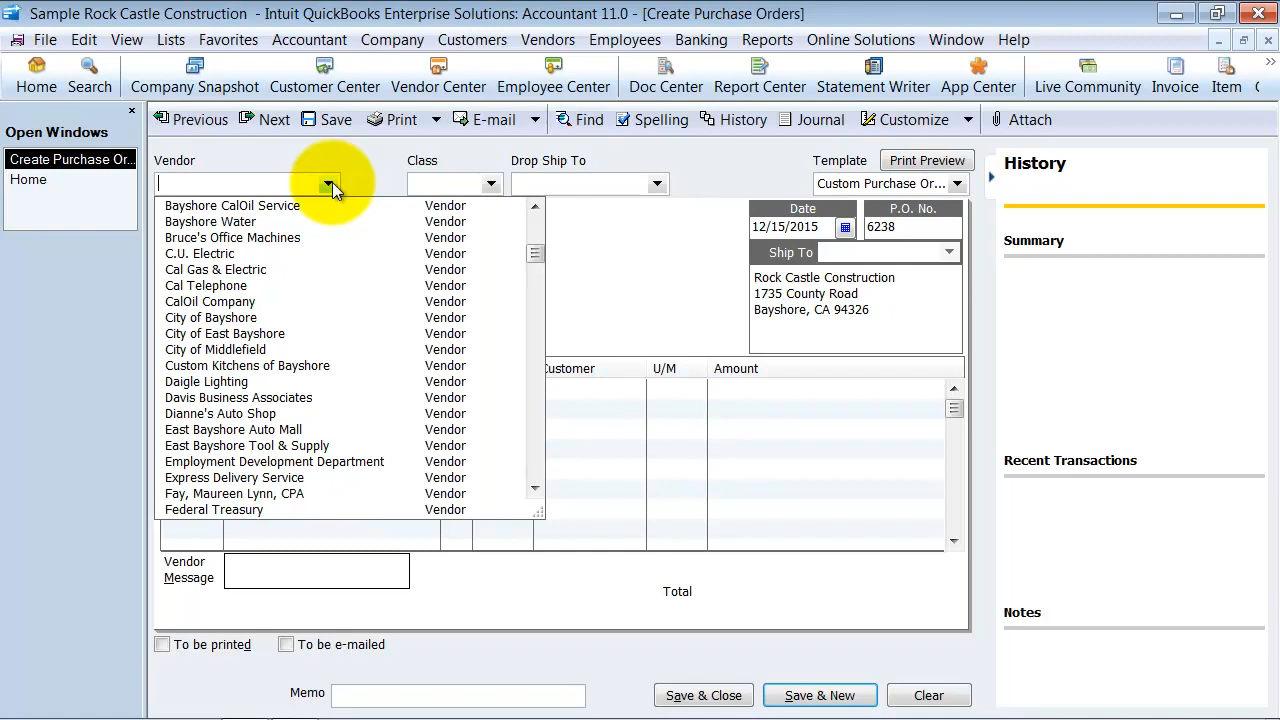 Sample Rock Castle Construction - Intuit QuickBooks Enterprise Solutions: Accountant 11.0 - [Create Purchase Orders]
File Edit View Lists Favorites Accountant Company Customers Vendors Employees Banking Reports Online Solutions Window Help
Home Search Company Snapshot Customer Center Vendor Center Employee Center Doc Center Report Center Statement Writer App Center Live Community Invoice Item
Open Windows
Create Purchase Or...
Home
Previous Next Save Print E-mail Find Spelling History Journal Customize Attach
Vendor Class Drop Ship To Template Print Preview
Custom Purchase Or...
Bayshore CalOil Service Vendor
Bayshore Water Vendor
Bruce's Office Machines Vendor
C.U. Electric Vendor
Cal Gas & Electric Vendor
Cal Telephone Vendor
CalOil Company Vendor
City of Bayshore Vendor
City of East Bayshore Vendor
City of Middlefield Vendor
Custom Kitchens of Bayshore Vendor
Daigle Lighting Vendor
Davis Business Associates Vendor
Dianne's Auto Shop Vendor
East Bayshore Auto Mall Vendor
East Bayshore Tool & Supply Vendor
Employment Development Department Vendor
Express Delivery Service Vendor
Fay, Maureen Lynn, CPA Vendor
Federal Treasury Vendor
Date P.O. No.
12/15/2015 6238
Ship To
Rock Castle Construction
1735 County Road
Bayshore, CA 94326
Customer U/M Amount
Vendor
Message
Total
To be printed To be e-mailed
Memo
Save & Close Save & New Clear
History
Summary
Recent Transactions
Notes